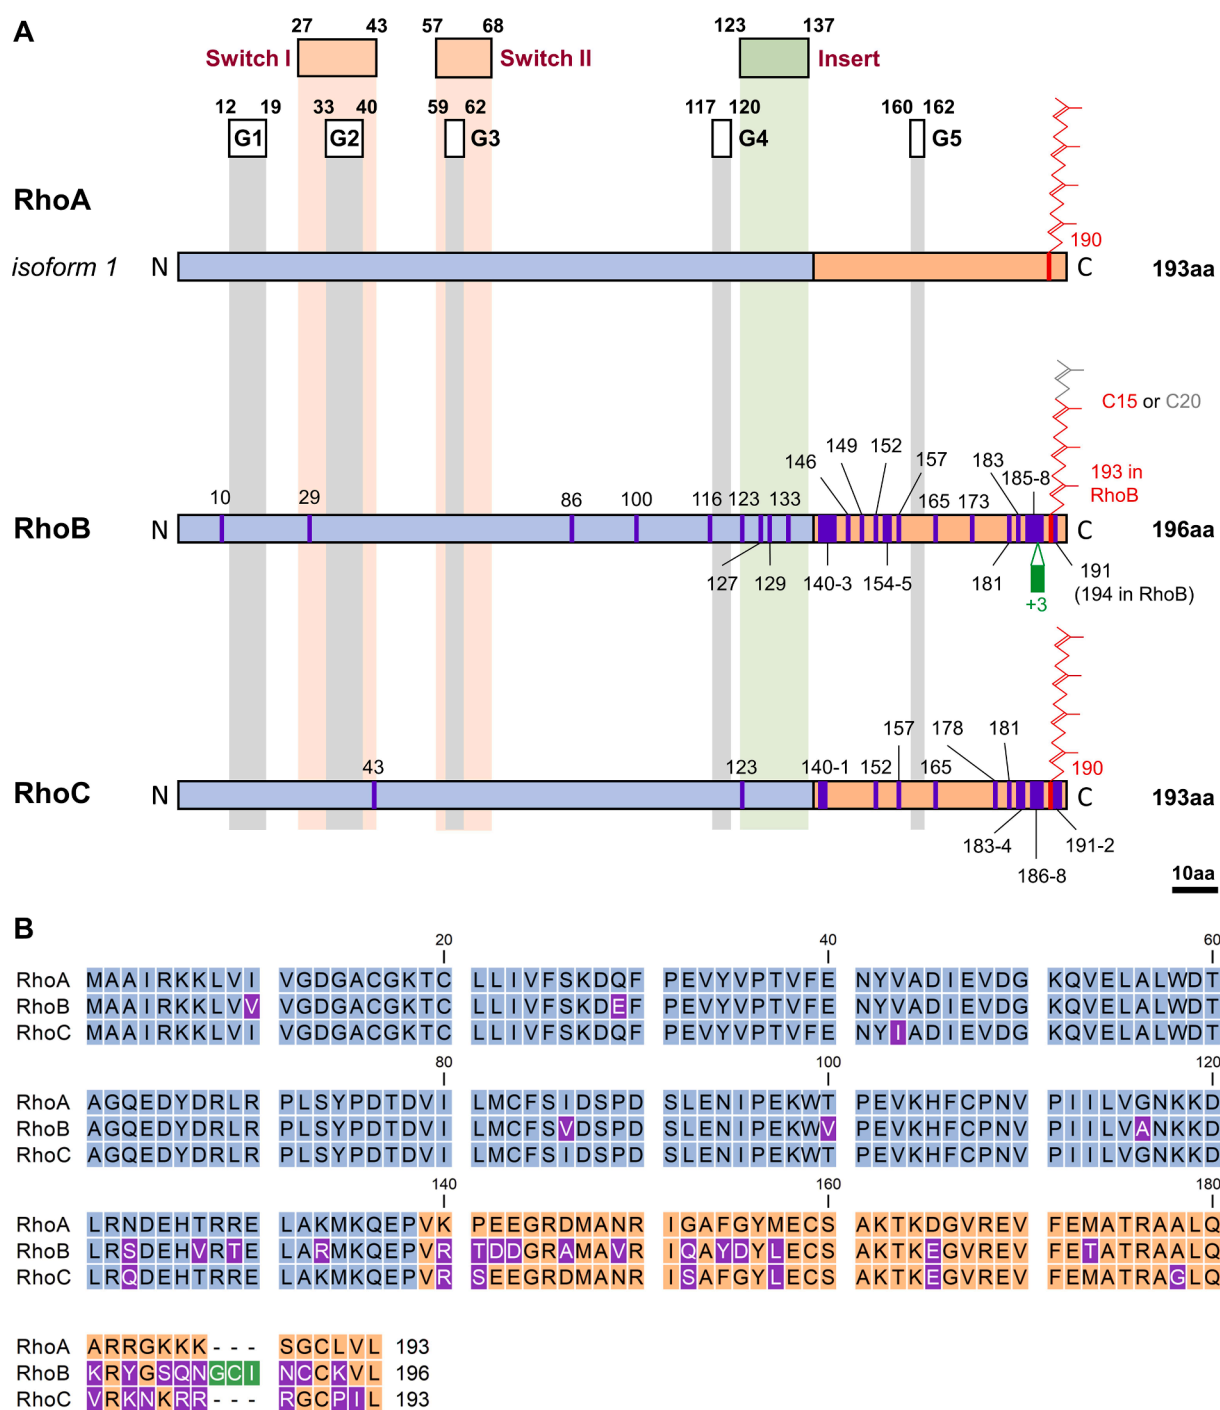 A
27 43 57 68 123 137
Switch I Switch II Insert
12 19 33 40 59 62 117 120 160 162
G1 G2 G3 G4 G5
RhoA
190
isoform 1 N C 193aa
C15 or C20
149 152
146 157 183 193 in
185-8 RhoB
10 29 86 100 116 123 133 165 173
RhoB N C 196aa
127 129 140-3 154-5 181 191
(194 in RhoB)
+3
157 178 181
43 123 140-1 152 165 190
RhoC N C 193aa
183-4 191-2
186-8
10aa
B
20 40 60
RhoA MAAIRKKLVI VGDGACGKTC LLIVFSKDQF PEVYVPTVFE NYVADIEVDG KQVELALWDT
RhoB MAAIRKKLVV VGDGACGKTC LLIVFSKDEF PEVYVPTVFE NYVADIEVDG KQVELALWDT
RhoC MAAIRKKLVI VGDGACGKTC LLIVFSKDQF PEVYVPTVFE NYIADIEVDG KQVELALWDT
80 100 120
RhoA AGQEDYDRLR PLSYPDTDVI LMCFSIDSPD SLENIPEKWT PEVKHFCPNV PIILVGNKKD
RhoB AGQEDYDRLR PLSYPDTDVI LMCFSVDSPD SLENIPEKWV PEVKHFCPNV PIILVANKKD
RhoC AGQEDYDRLR PLSYPDTDVI LMCFSIDSPD SLENIPEKWT PEVKHFCPNV PIILVGNKKD
140 160 180
RhoA LRNDEHTRRE LAKMKQEPVK PEEGRDMANR IGAFGYMECS AKTKDGVREV FEMATRAALQ
RhoB LRSDEHVRTE LARMKQEPVR TDDGRAMAVR IQAYDYLECS AKTKEGVREV FETATRAALQ
RhoC LRQDEHTRRE LAKMKQEPVR SEEGRDMANR ISAFGYLECS AKTKEGVREV FEMATRAGLQ
RhoA ARRGKKK--- SGCLVL 193
RhoB KRYGSQNGCI NCCKVL 196
RhoC VRKNKRR--- RGCPIL 193